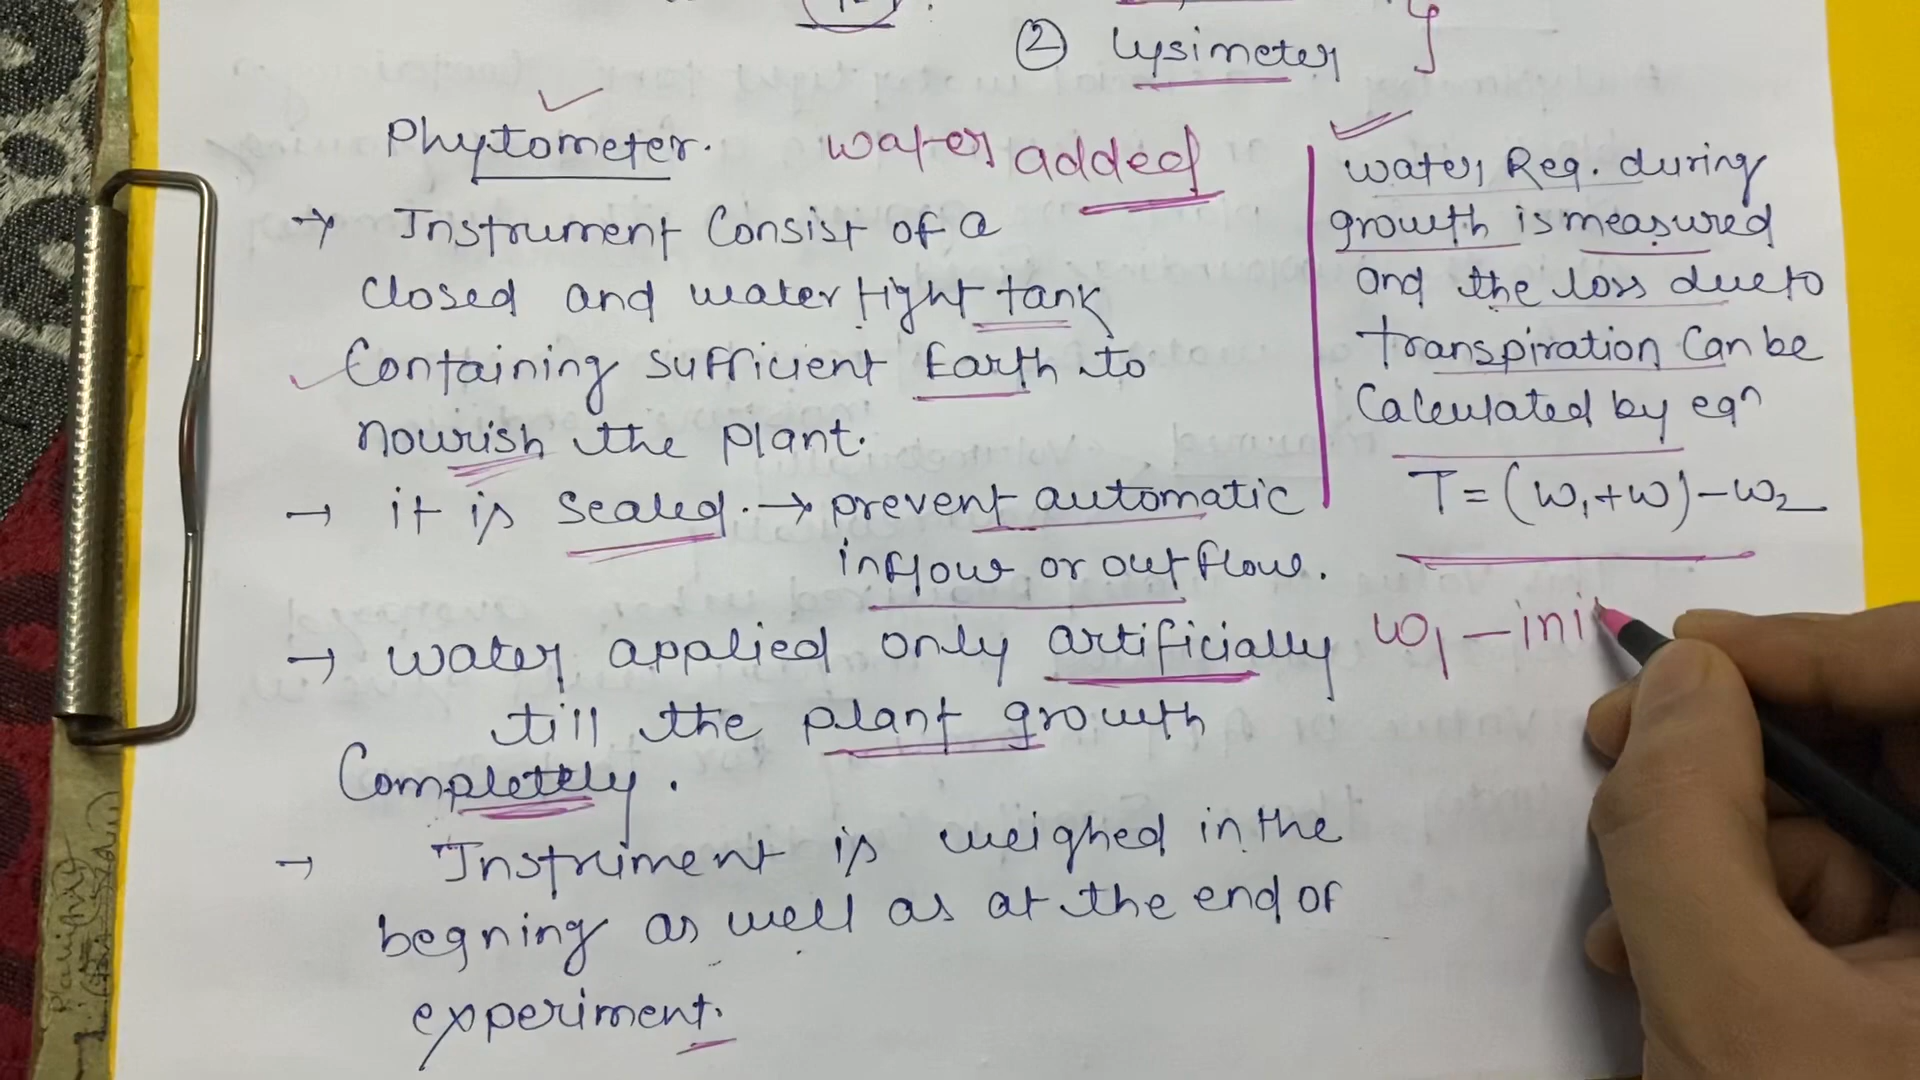 ② Lysimeter
Phytometer. water added
→ Instrument Consist of a
closed and water tight tank
Containing sufficient Earth to
nourish the plant.
→ it is sealed. → prevent automatic
inflow or outflow.
→ water applied only artificially
till the plant growth
Completely.
→ Instriment is weighed in the
begning as well as at the end of
experiment.
water Req. during
growth is measured
and the loss due to
transpiration Can be
Calculated by eqn
T = (w₁+w) - w₂
w₁ - ini